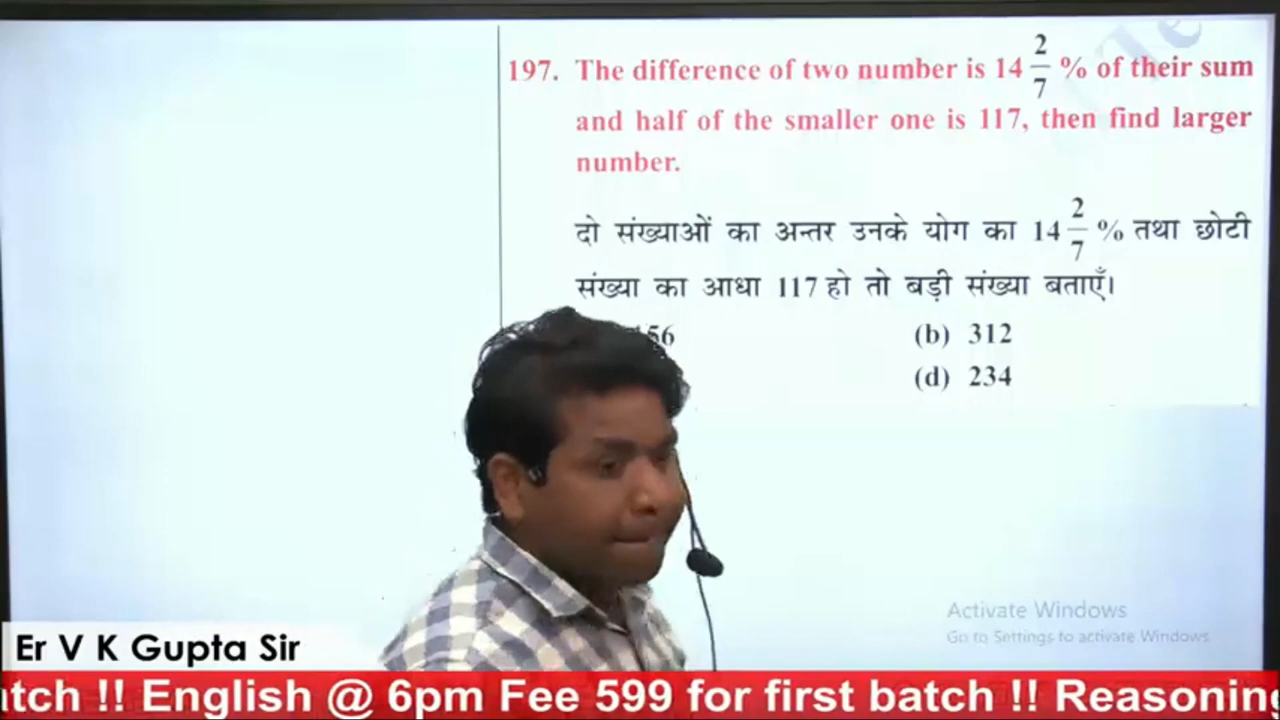 197. The difference of two number is 14 2/7 % of their sum
and half of the smaller one is 117, then find larger
number.
दो संख्याओं का अन्तर उनके योग का 14 2/7 % तथा छोटी
संख्या का आधा 117 हो तो बड़ी संख्या बताएँ।
(b) 312
(d) 234
Activate Windows
Go to Settings to activate Windows
Er V K Gupta Sir
!! English @ 6pm Fee 599 for first batch !! Reasoning